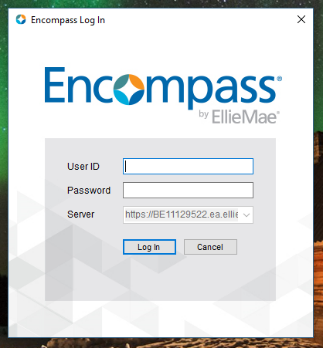 Encompass Log In
Encompass®
by EllieMae®
User ID
Password
Server https://BE11129522.ea.ellie
Log In Cancel